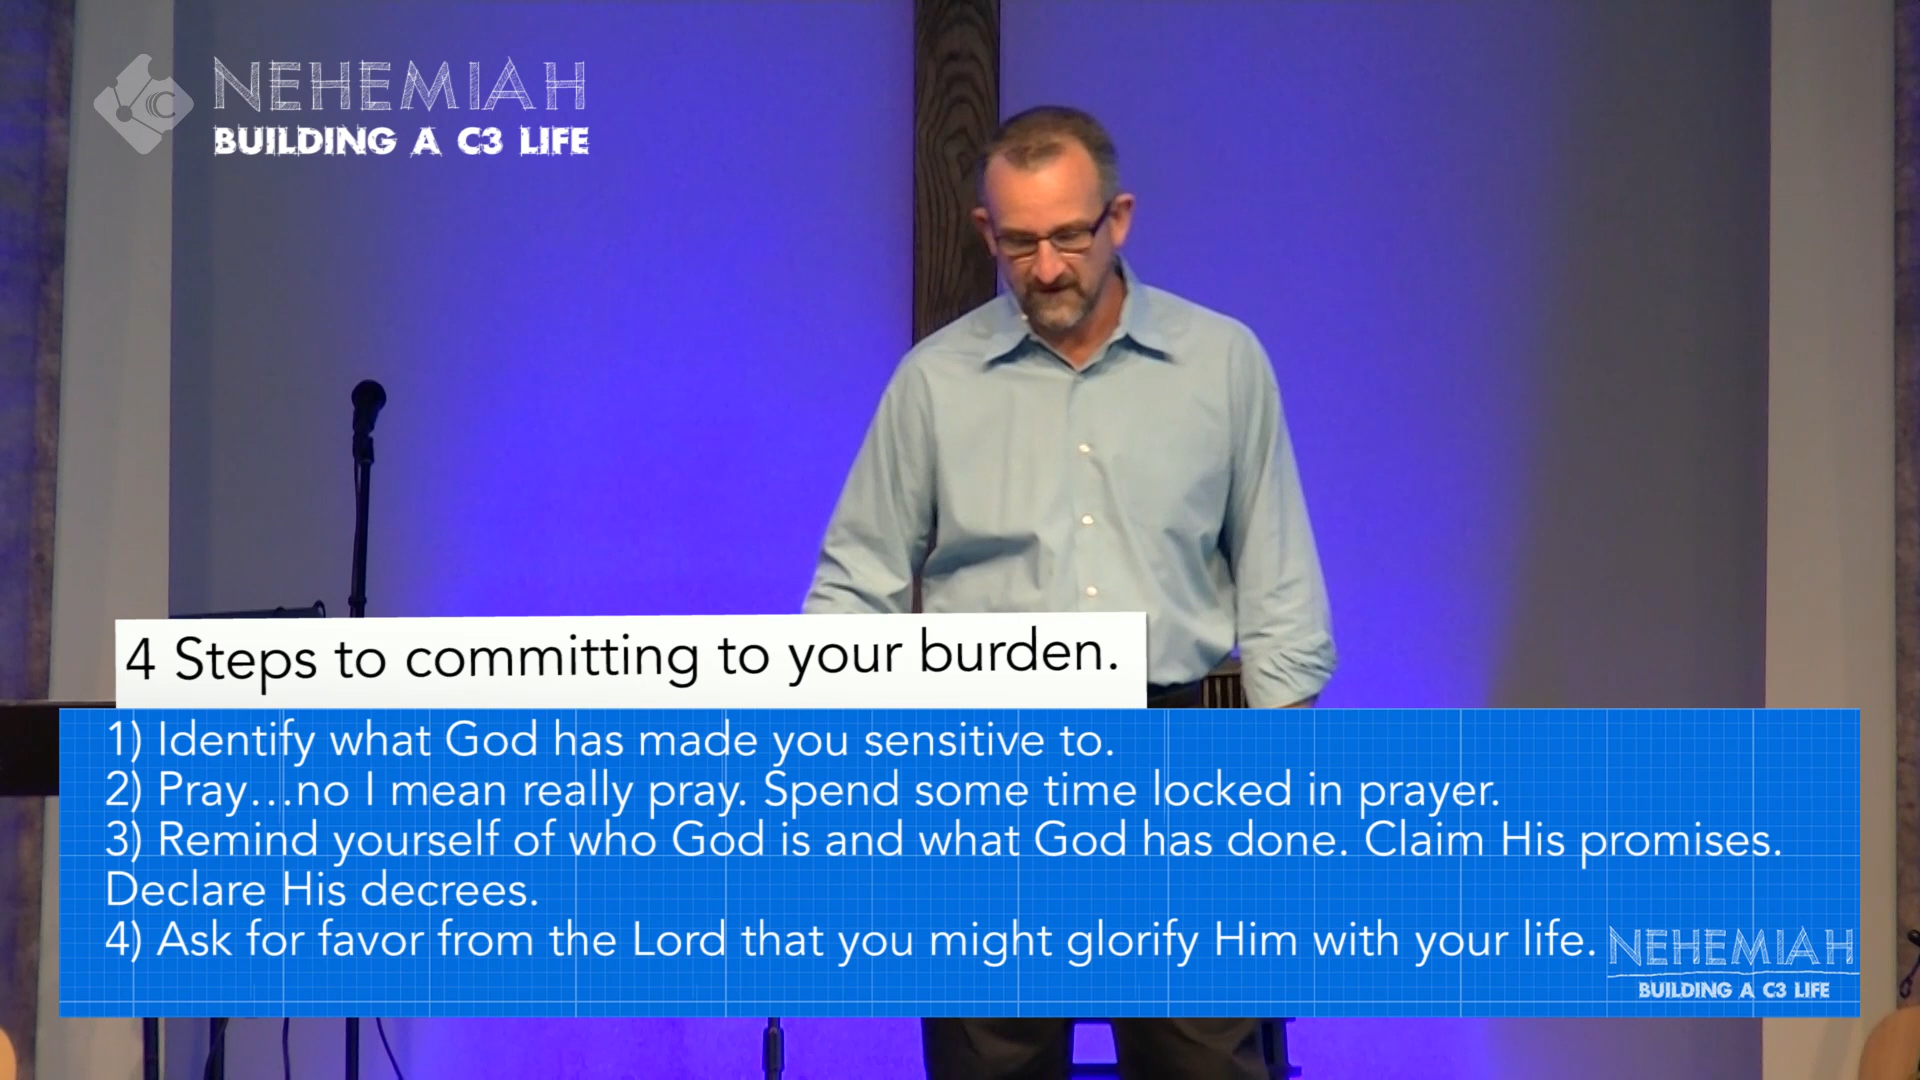 NEHEMIAH
BUILDING A C3 LIFE
4 Steps to committing to your burden.
1) Identify what God has made you sensitive to.
2) Pray...no I mean really pray. Spend some time locked in prayer.
3) Remind yourself of who God is and what God has done. Claim His promises.
Declare His decrees.
4) Ask for favor from the Lord that you might glorify Him with your life.
NEHEMIAH
BUILDING A C3 LIFE